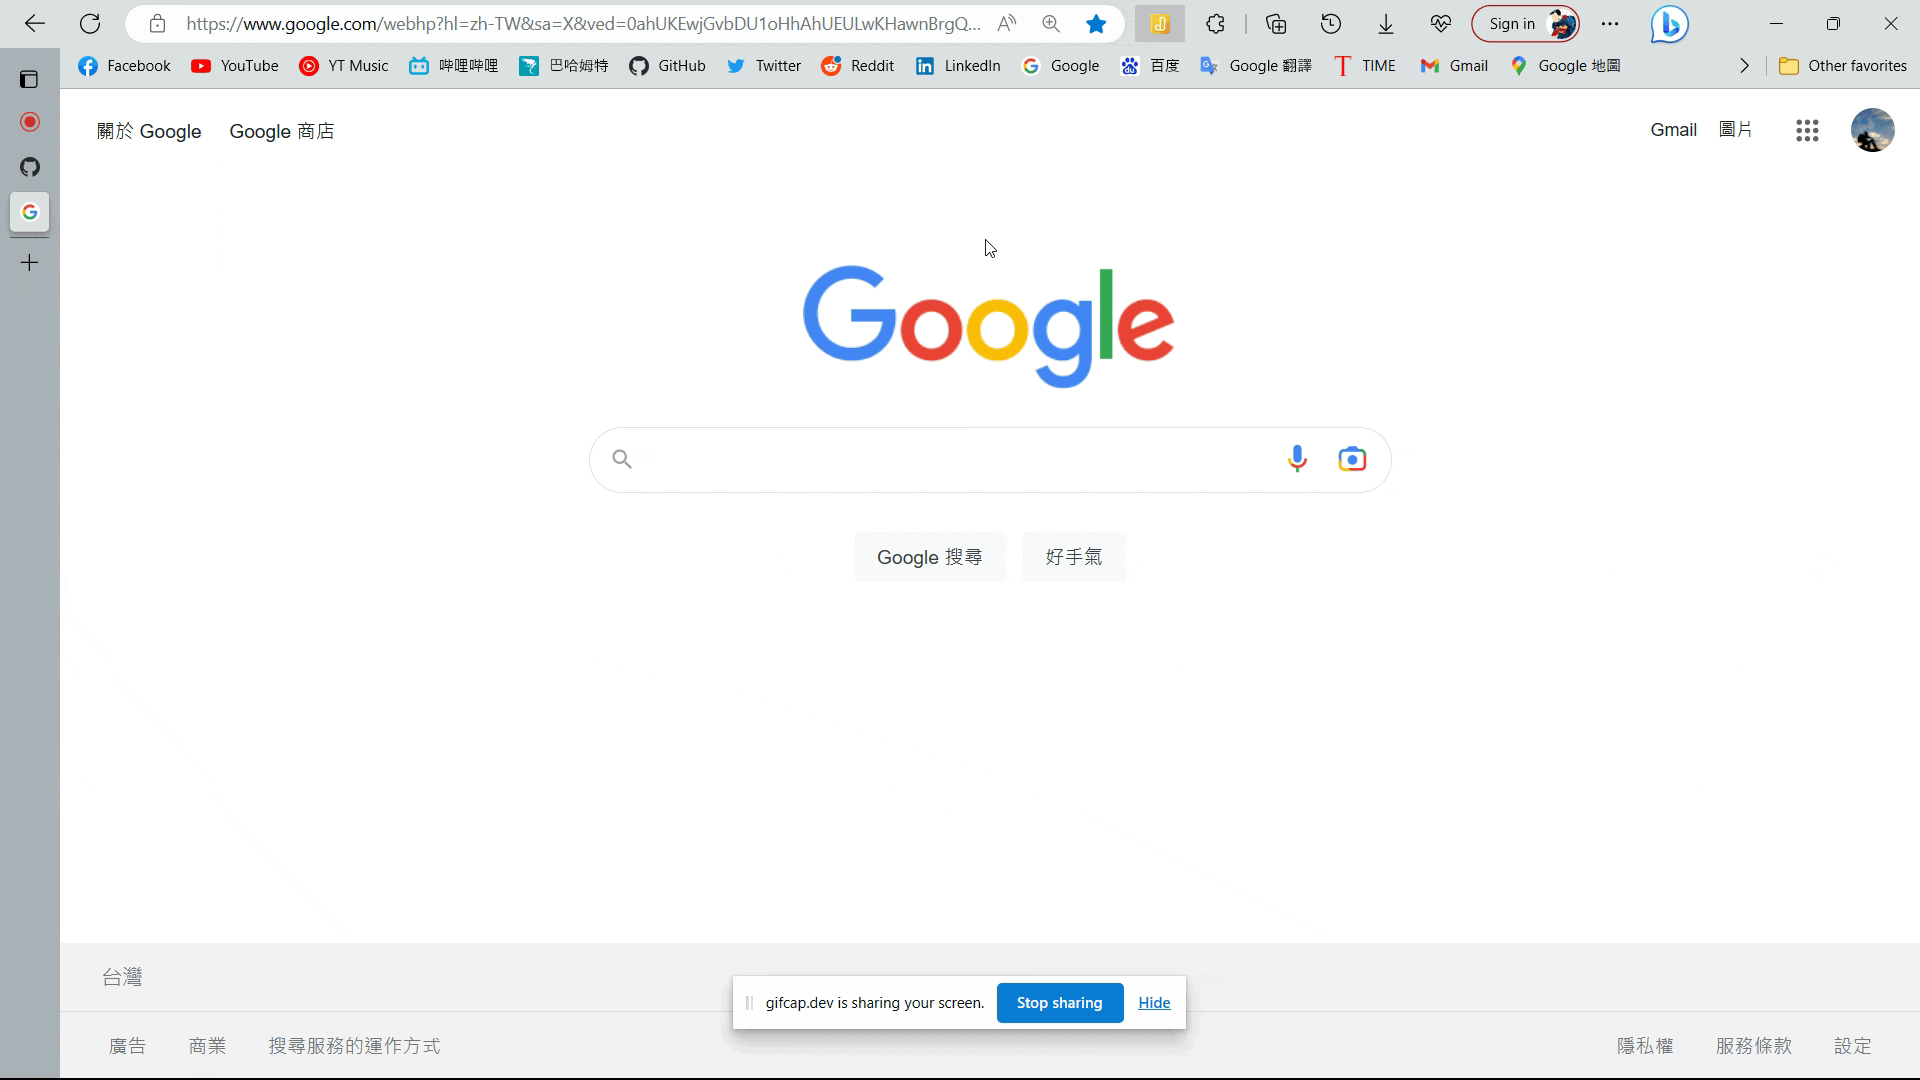 https://www.google.com/webhp?hl=zh-TW&sa=X&ved=0ahUKEwjGvbDU1oHhAhUEULwKHawnBrgQ...
Sign in
Facebook
YouTube
YT Music
嗶哩嗶哩
巴哈姆特
GitHub
Twitter
Reddit
LinkedIn
Google
百度
Google 翻譯
TIME
Gmail
Google 地圖
Other favorites
關於 Google
Google 商店
Gmail
圖片
Google
Google 搜尋
好手氣
台灣
gifcap.dev is sharing your screen.
Stop sharing
Hide
廣告
商業
搜尋服務的運作方式
隱私權
服務條款
設定